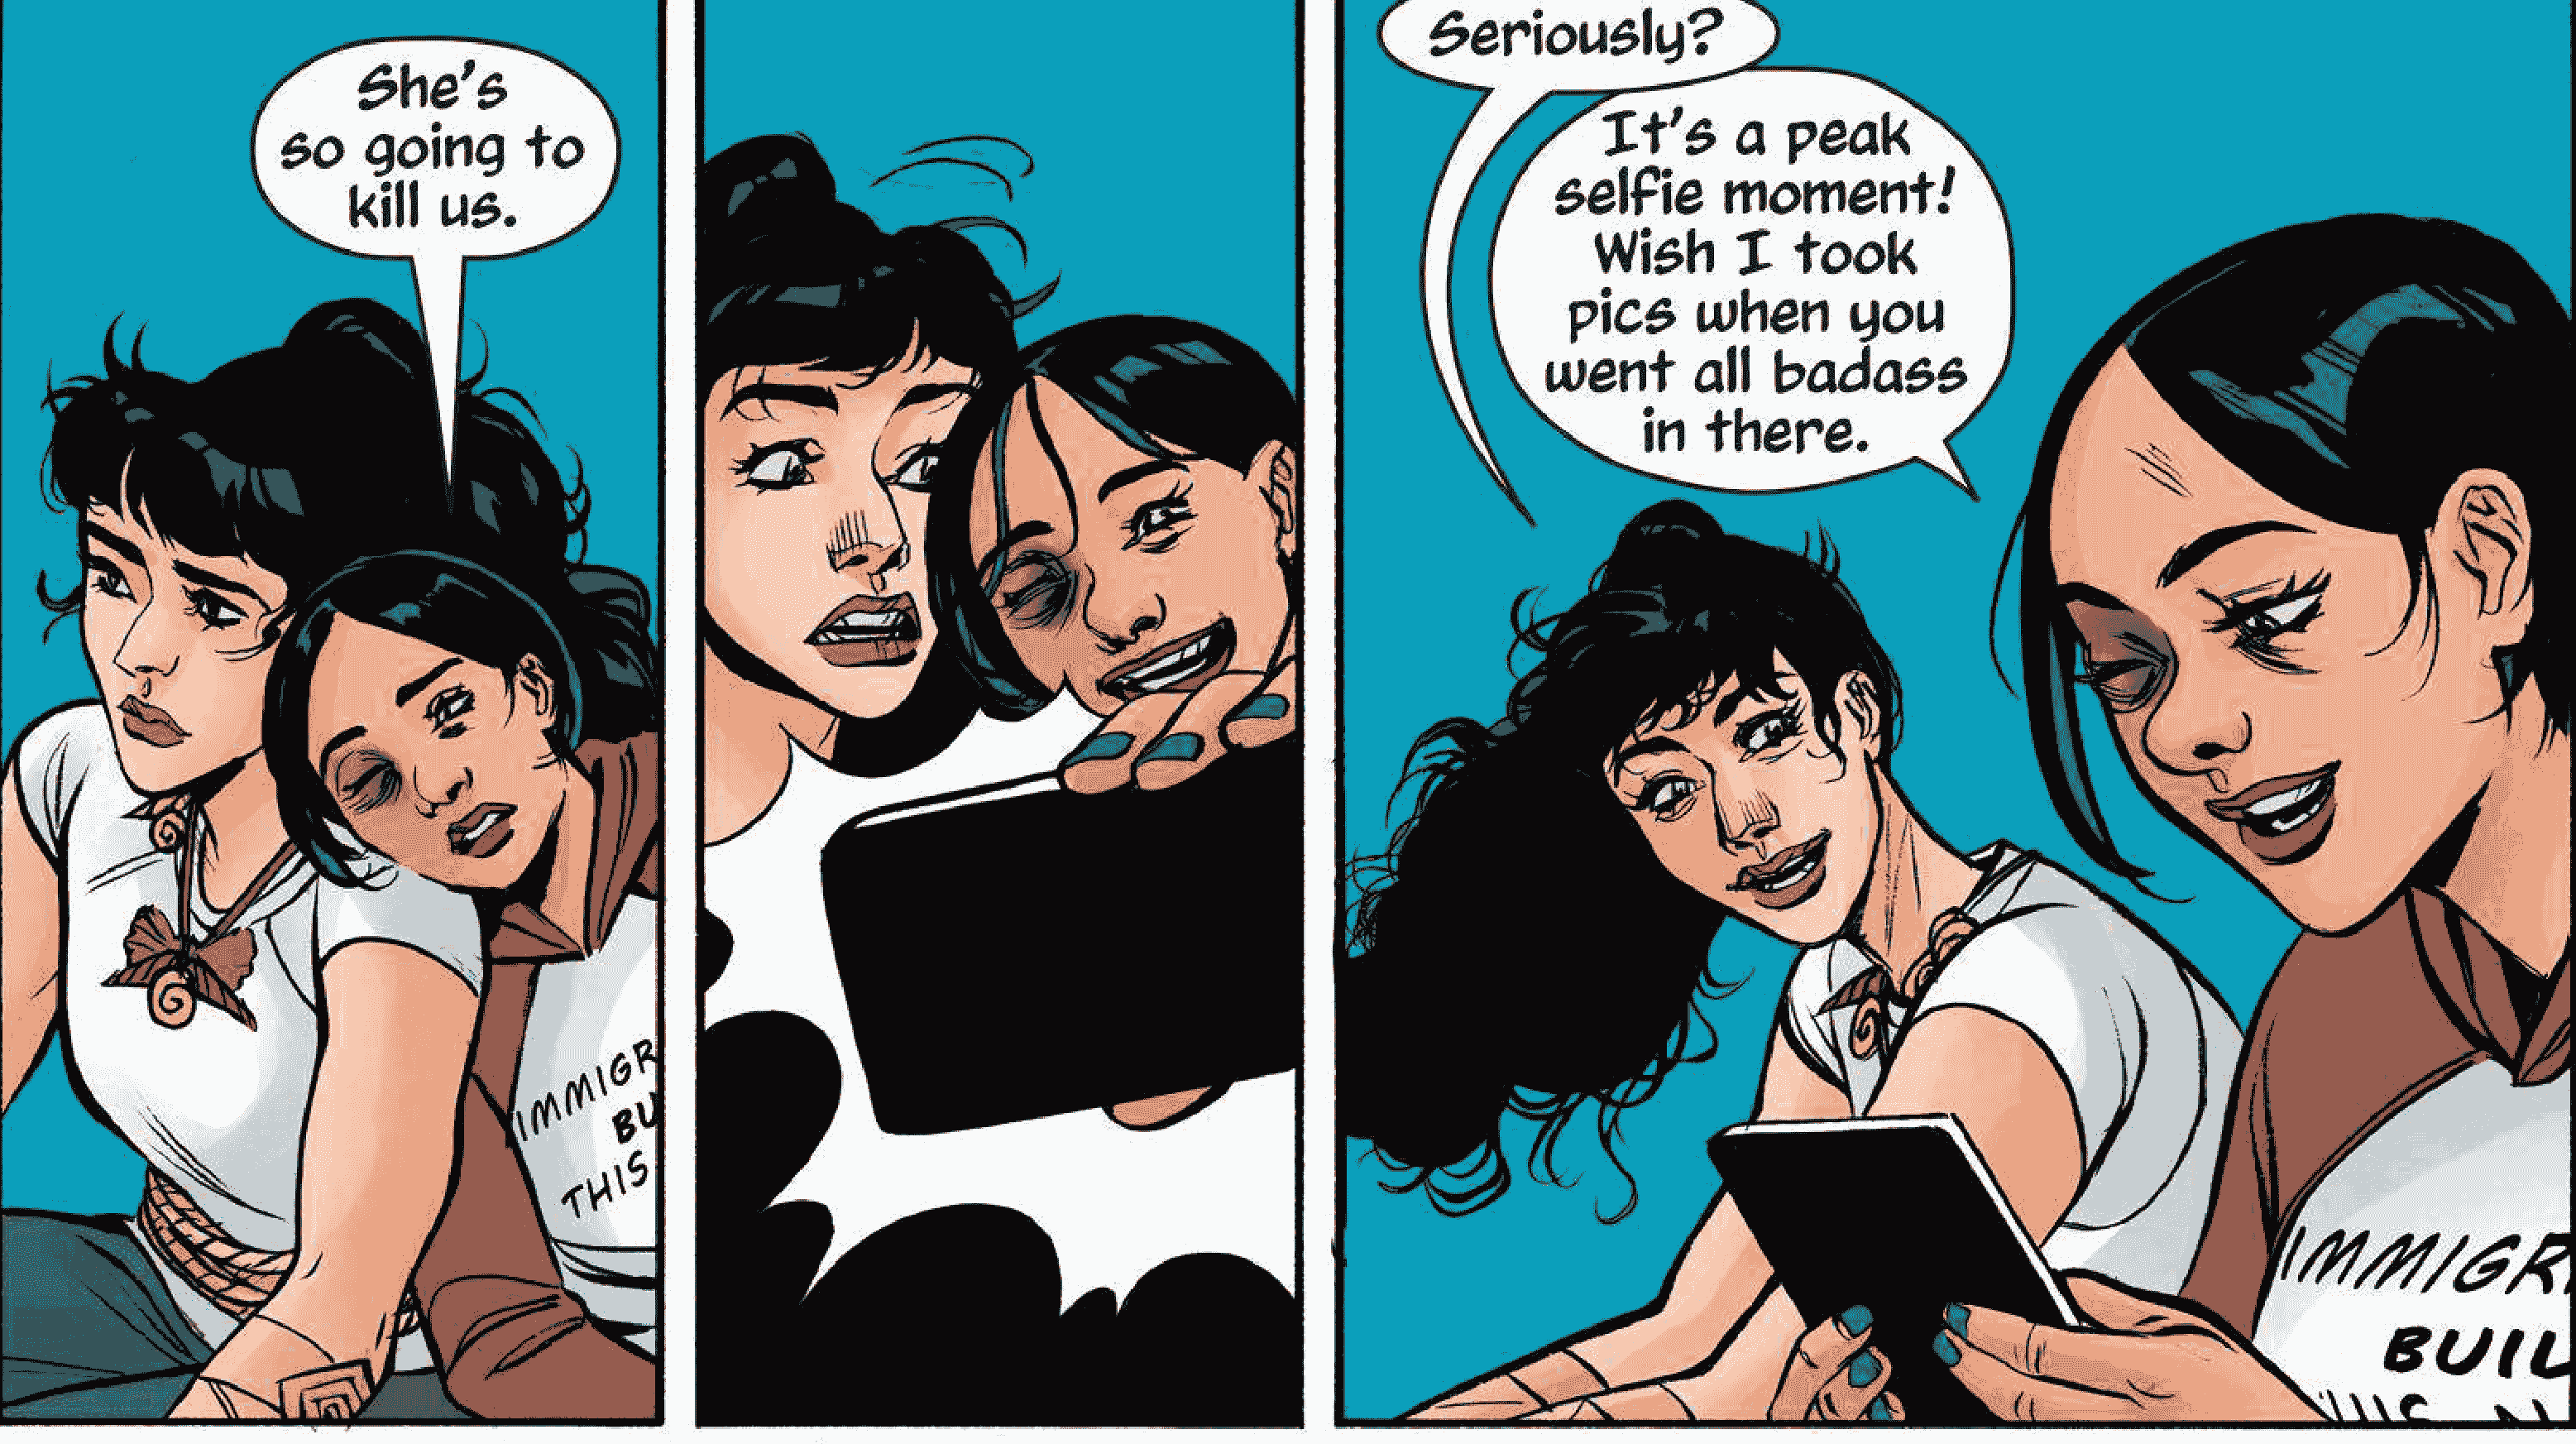 She's
so going to
kill us.
IMMIGR
BU
THIS
Seriously?
It's a peak
selfie moment!
Wish I took
pics when you
went all badass
in there.
IMMIGR
BUIL